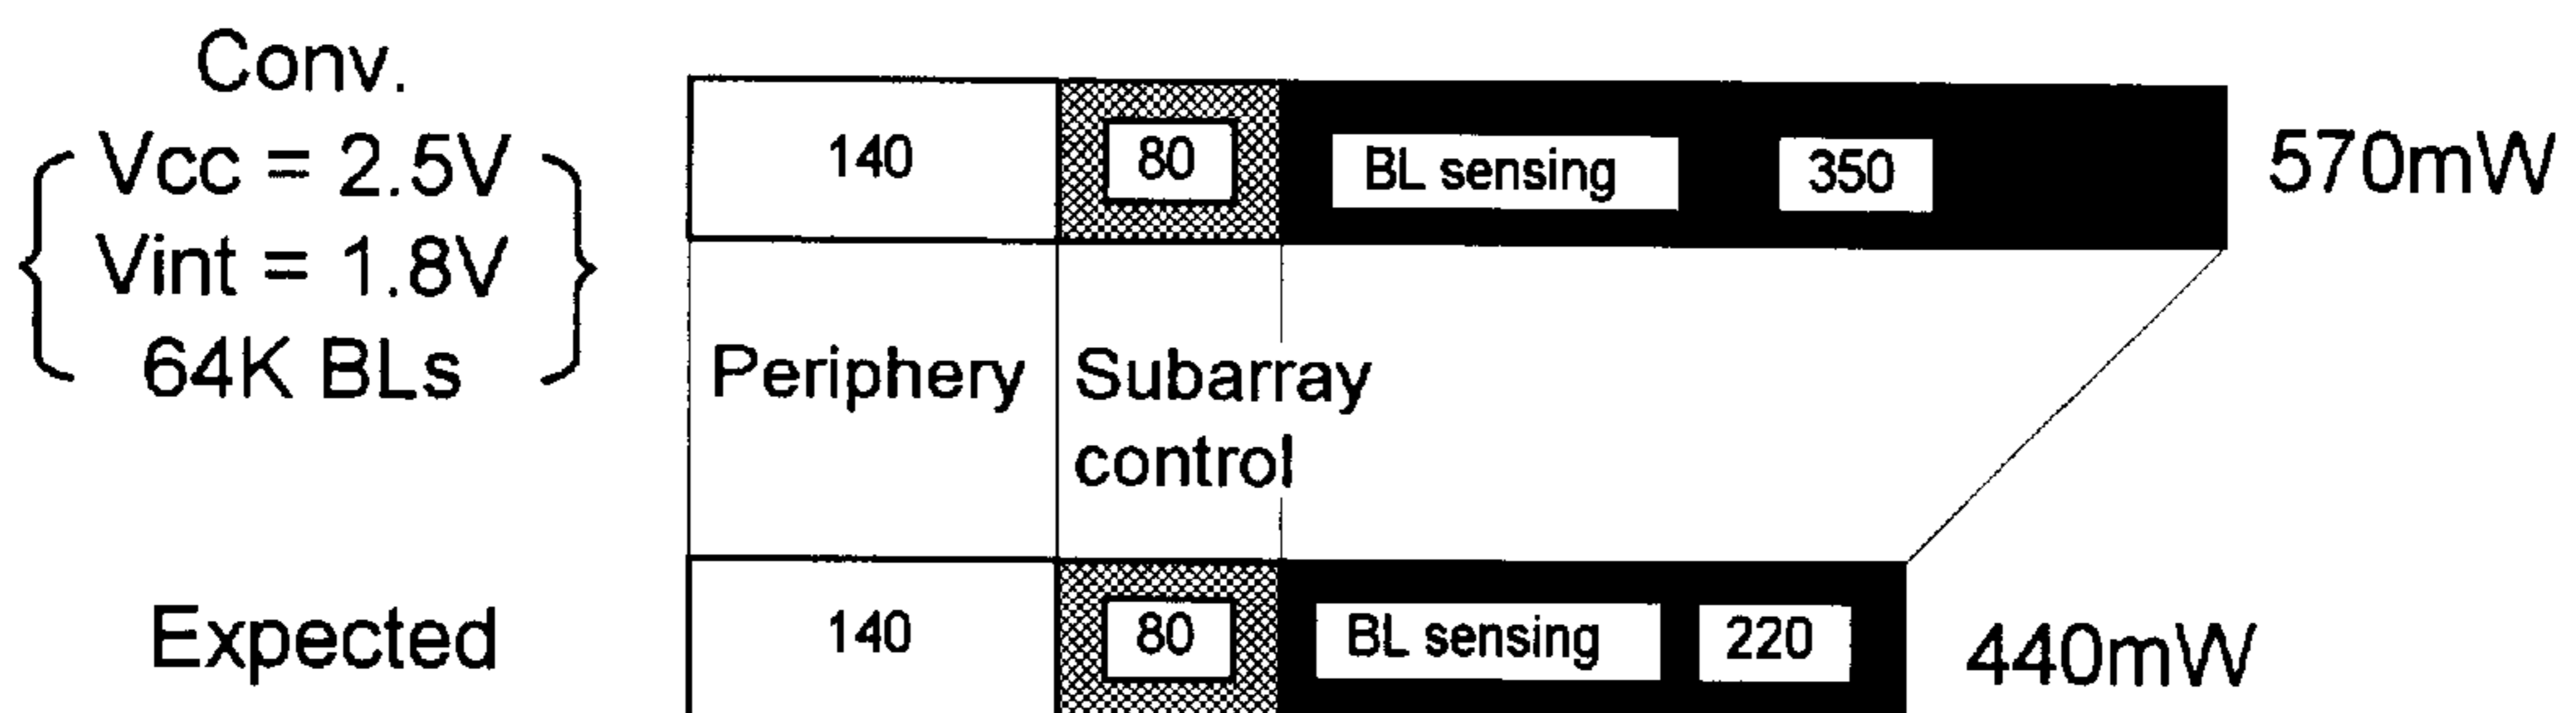 Conv.
Vcc = 2.5V
Vint = 1.8V
64K BLs
140
80
BL sensing
350
570mW
Periphery
Subarray
control
Expected
140
80
BL sensing
220
440mW